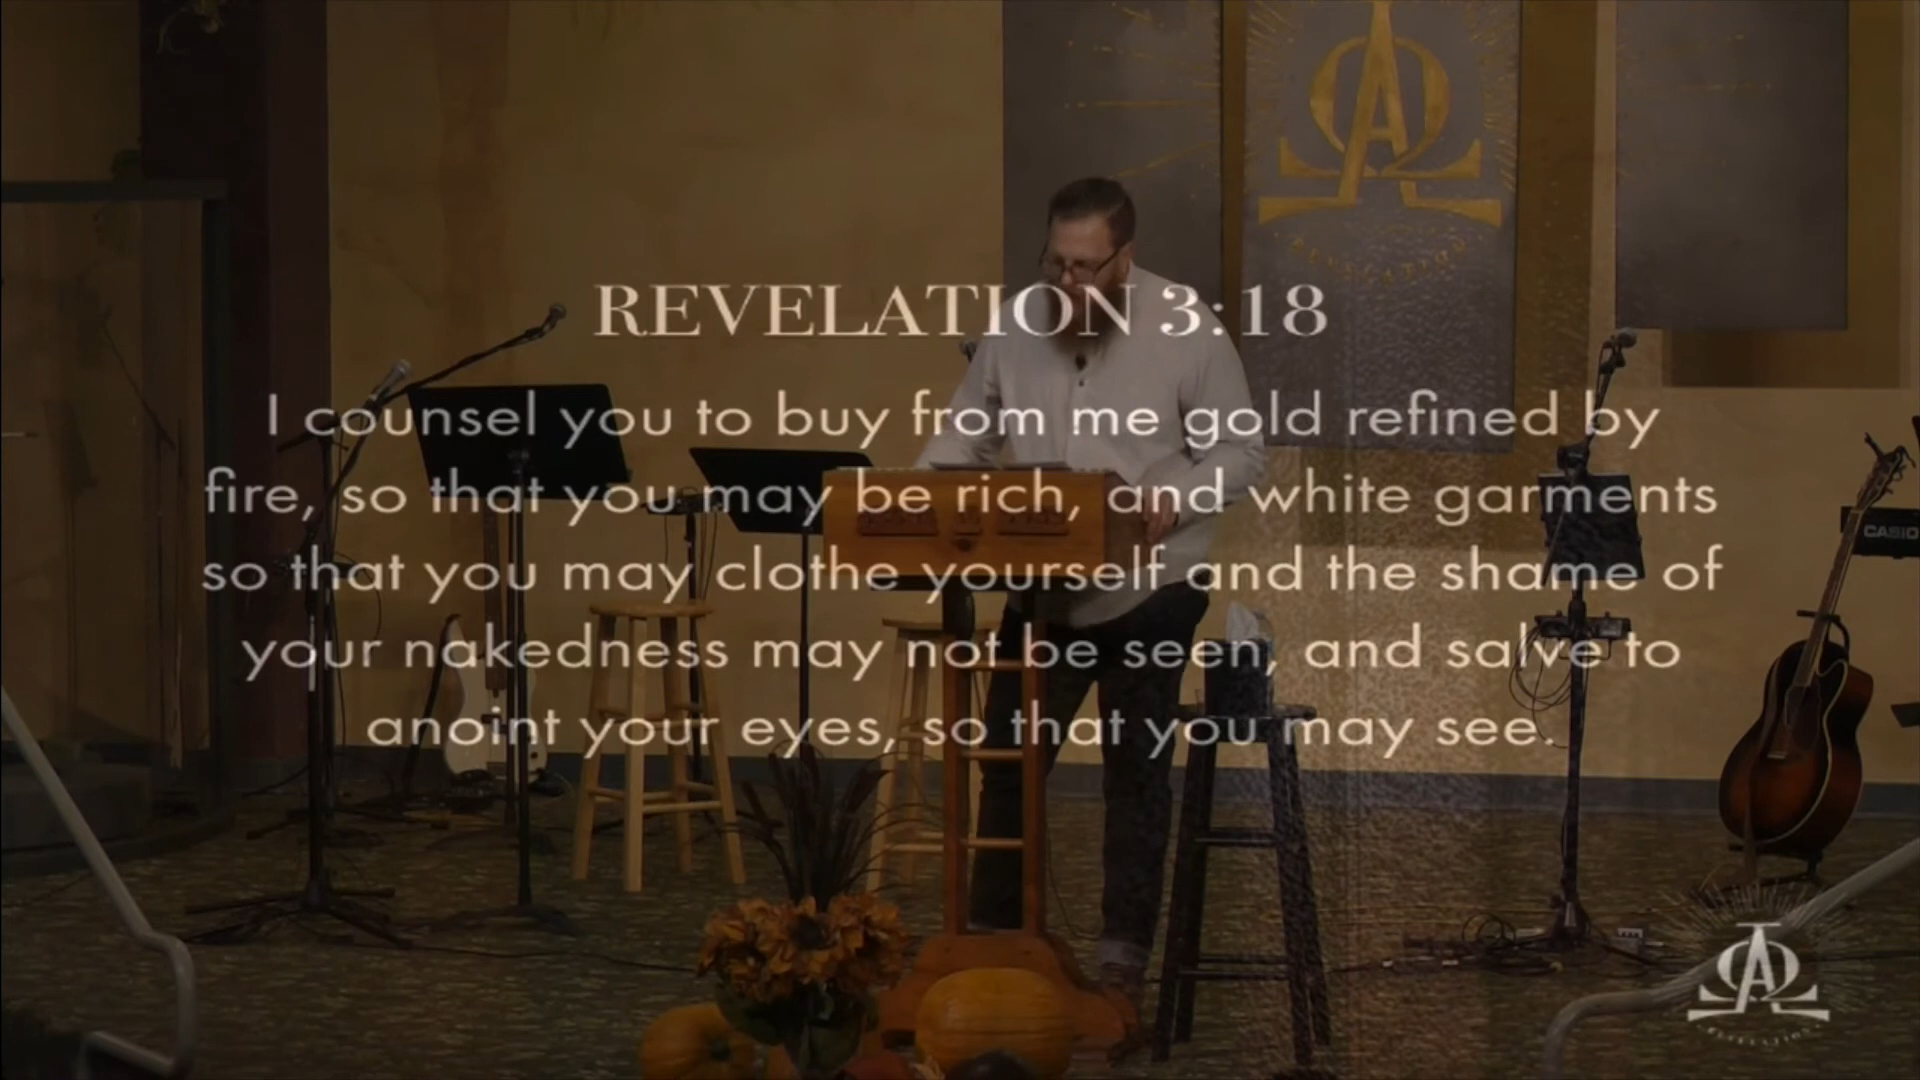 REVELATION 3:18
I counsel you to buy from me gold refined by
fire, so that you may be rich, and white garments
so that you may clothe yourself and the shame of
your nakedness may not be seen, and salve to
anoint your eyes, so that you may see.
REVELATION
CASIO
REVELATION